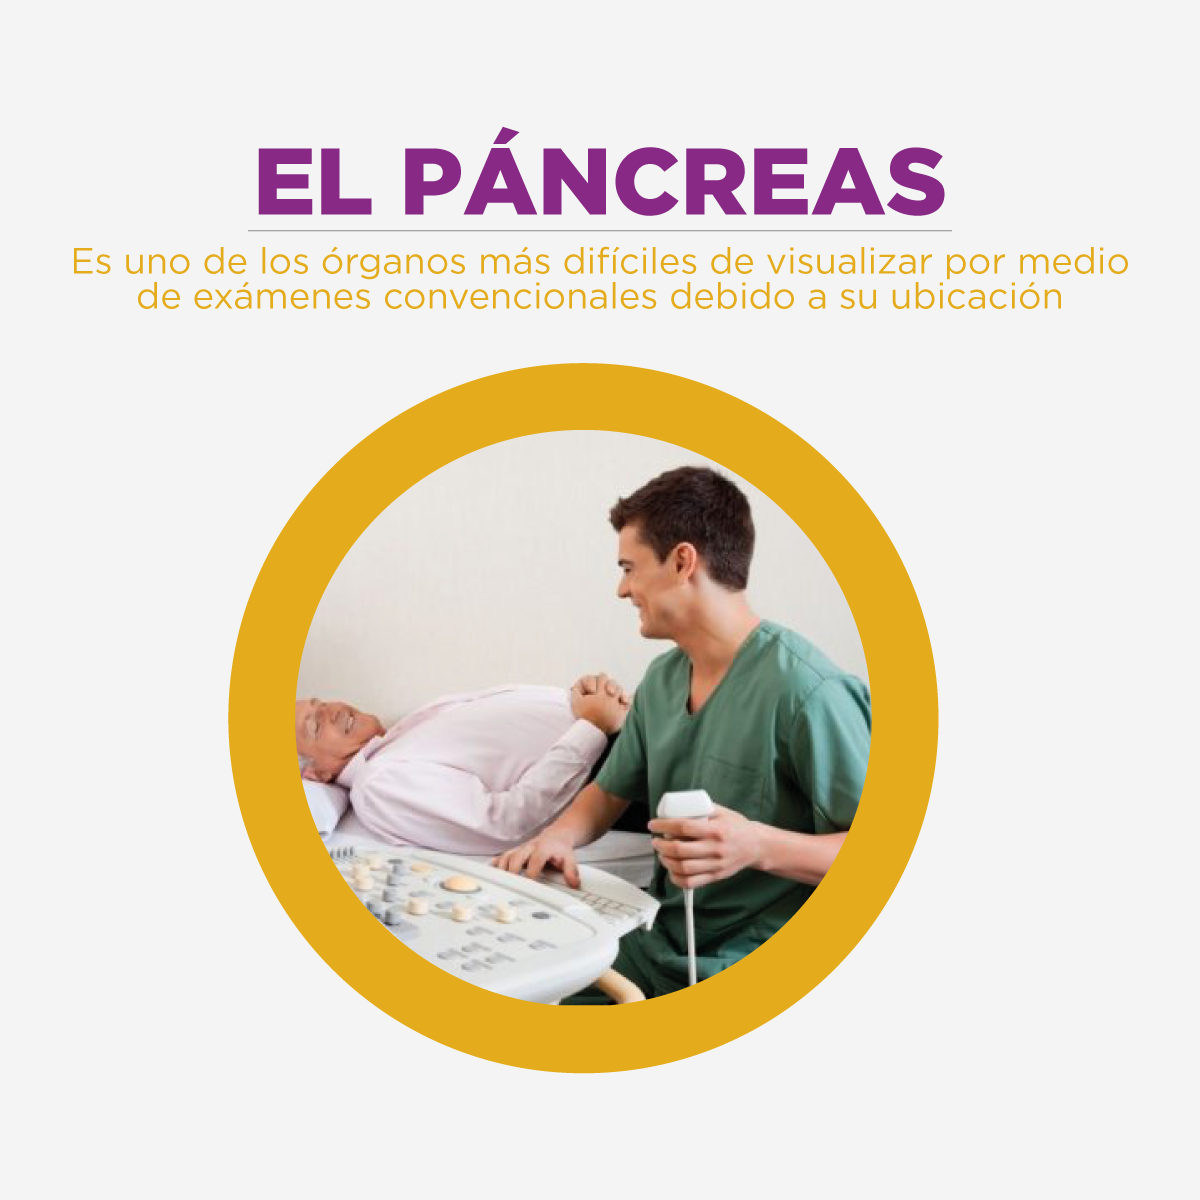 EL PÁNCREAS
Es uno de los órganos más difíciles de visualizar por medio
de exámenes convencionales debido a su ubicación